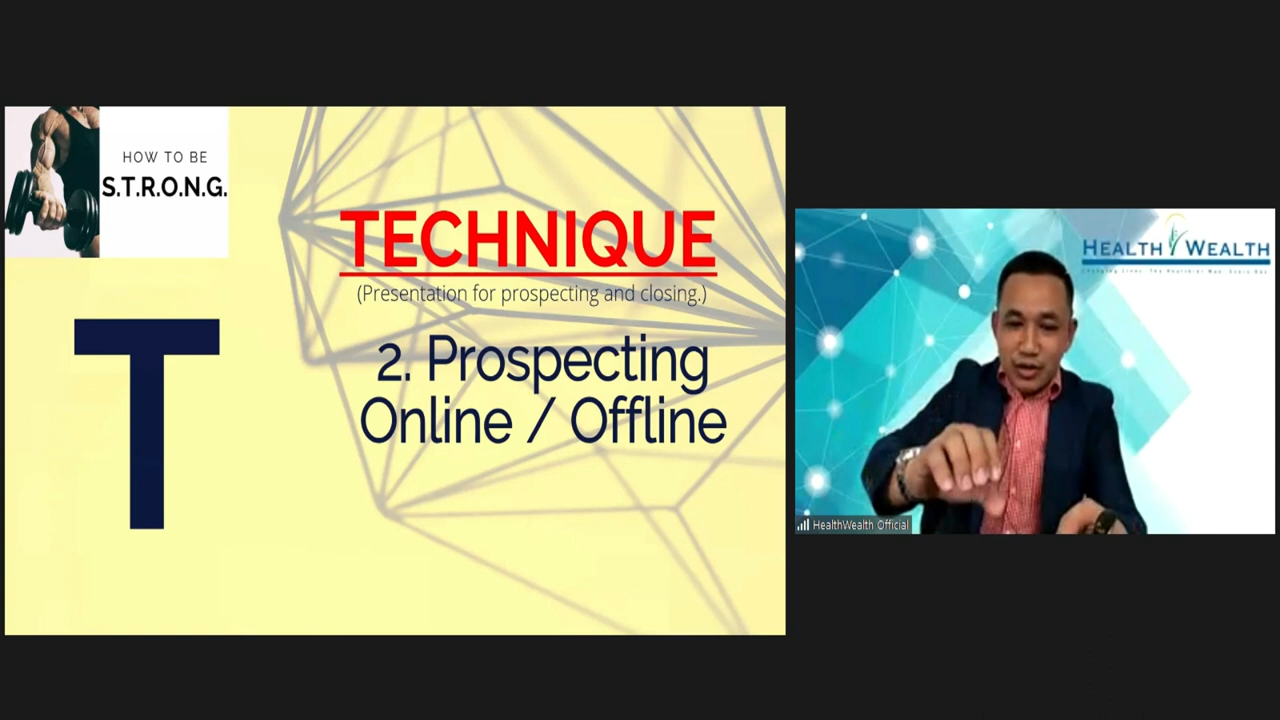 HOW TO BE
S.T.R.O.N.G.
TECHNIQUE
(Presentation for prospecting and closing.)
T
2. Prospecting
Online / Offline
HEALTH WEALTH
HealthWealth Official